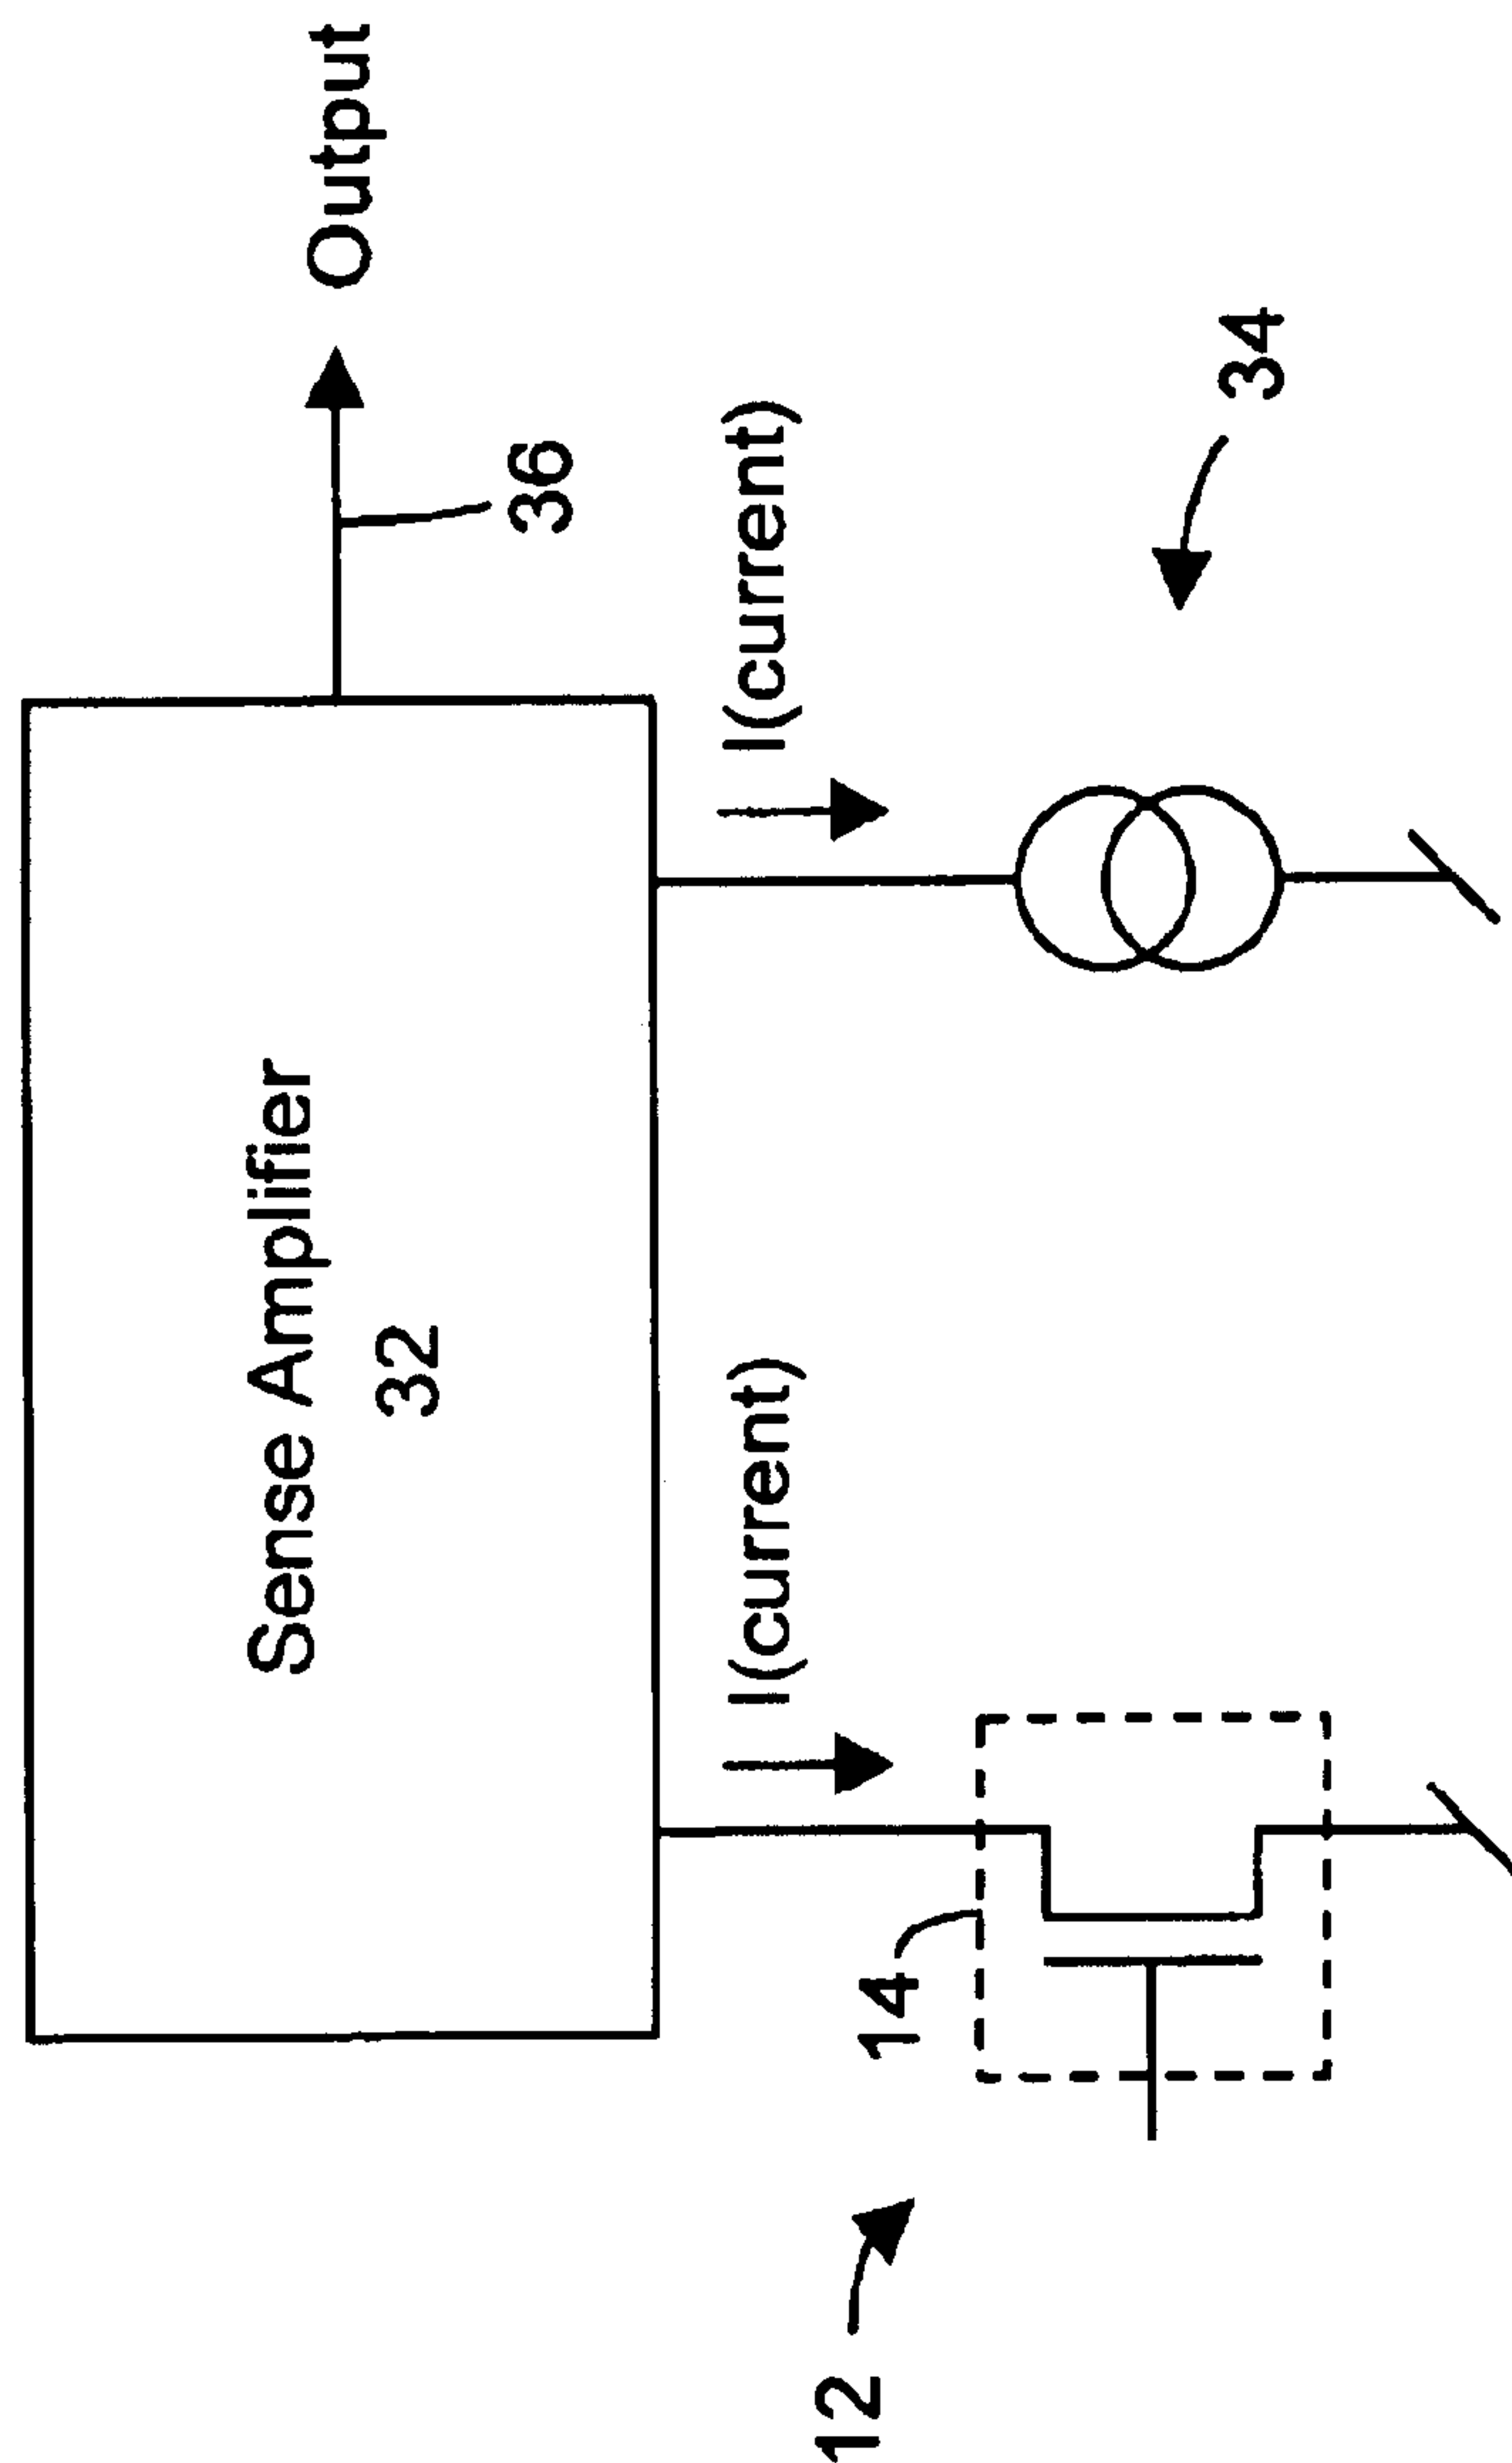 Sense Amplifier
32
Output
36
I(current)
I(current)
34
14
12